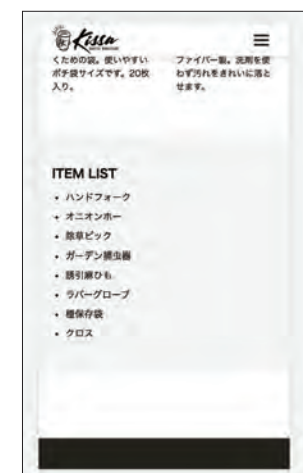 Kissa
くための袋。使いやすい
ポチ袋サイズです。20枚
入り。
ファイバー製。洗剤を使
わず汚れをきれいに落と
せます。
ITEM LIST
• ハンドフォーク
• オニオンホー
• 除草ピック
• ガーデン捕虫器
• 誘引麻ひも
• ラバーグローブ
• 種保存袋
• クロス